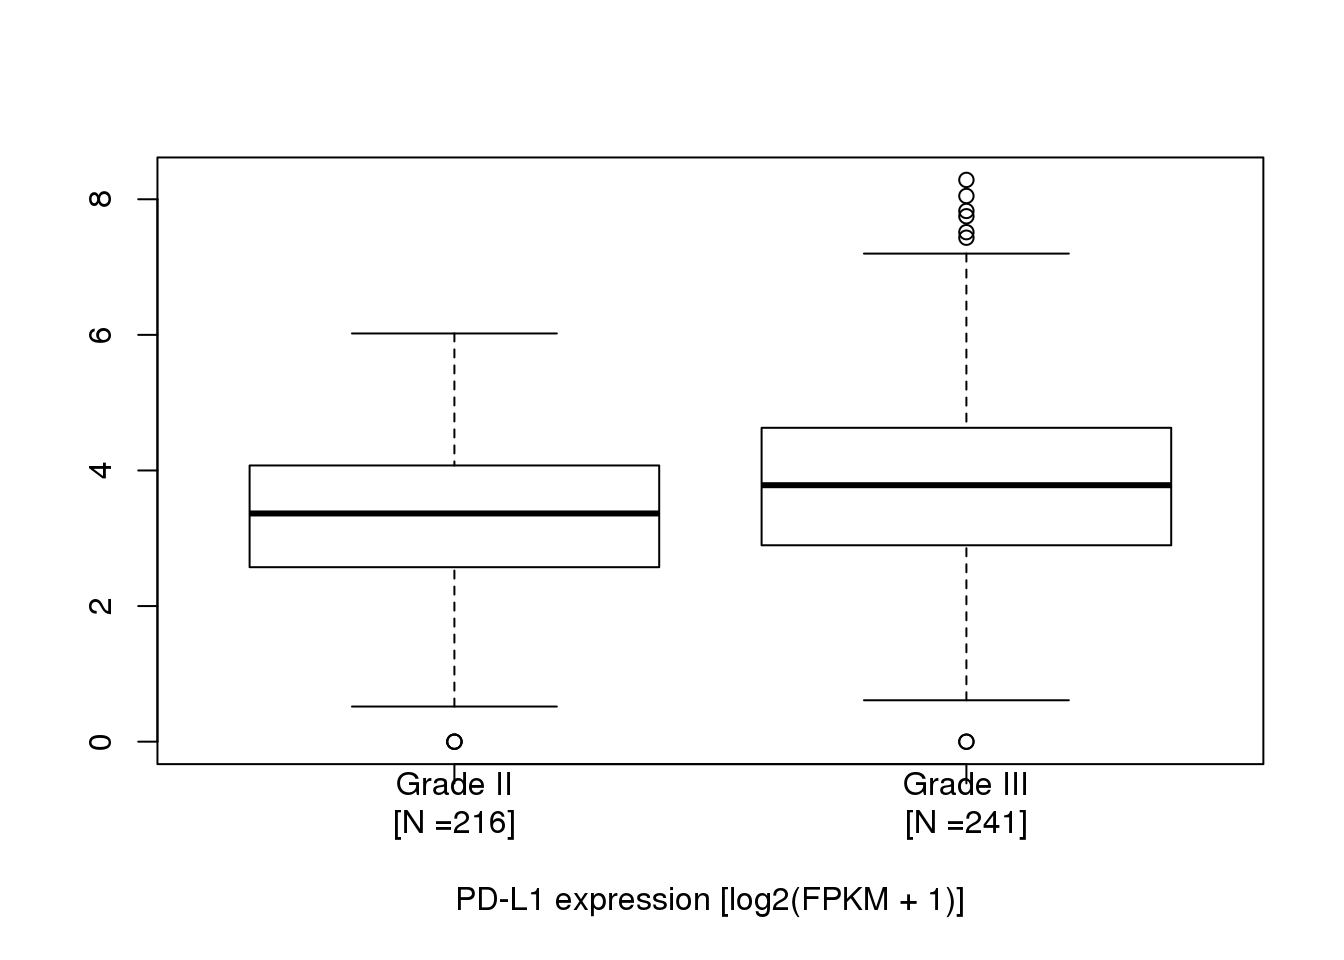 8
6
4
2
0
Grade II
[N =216]
Grade III
[N =241]
PD-L1 expression [log2(FPKM + 1)]